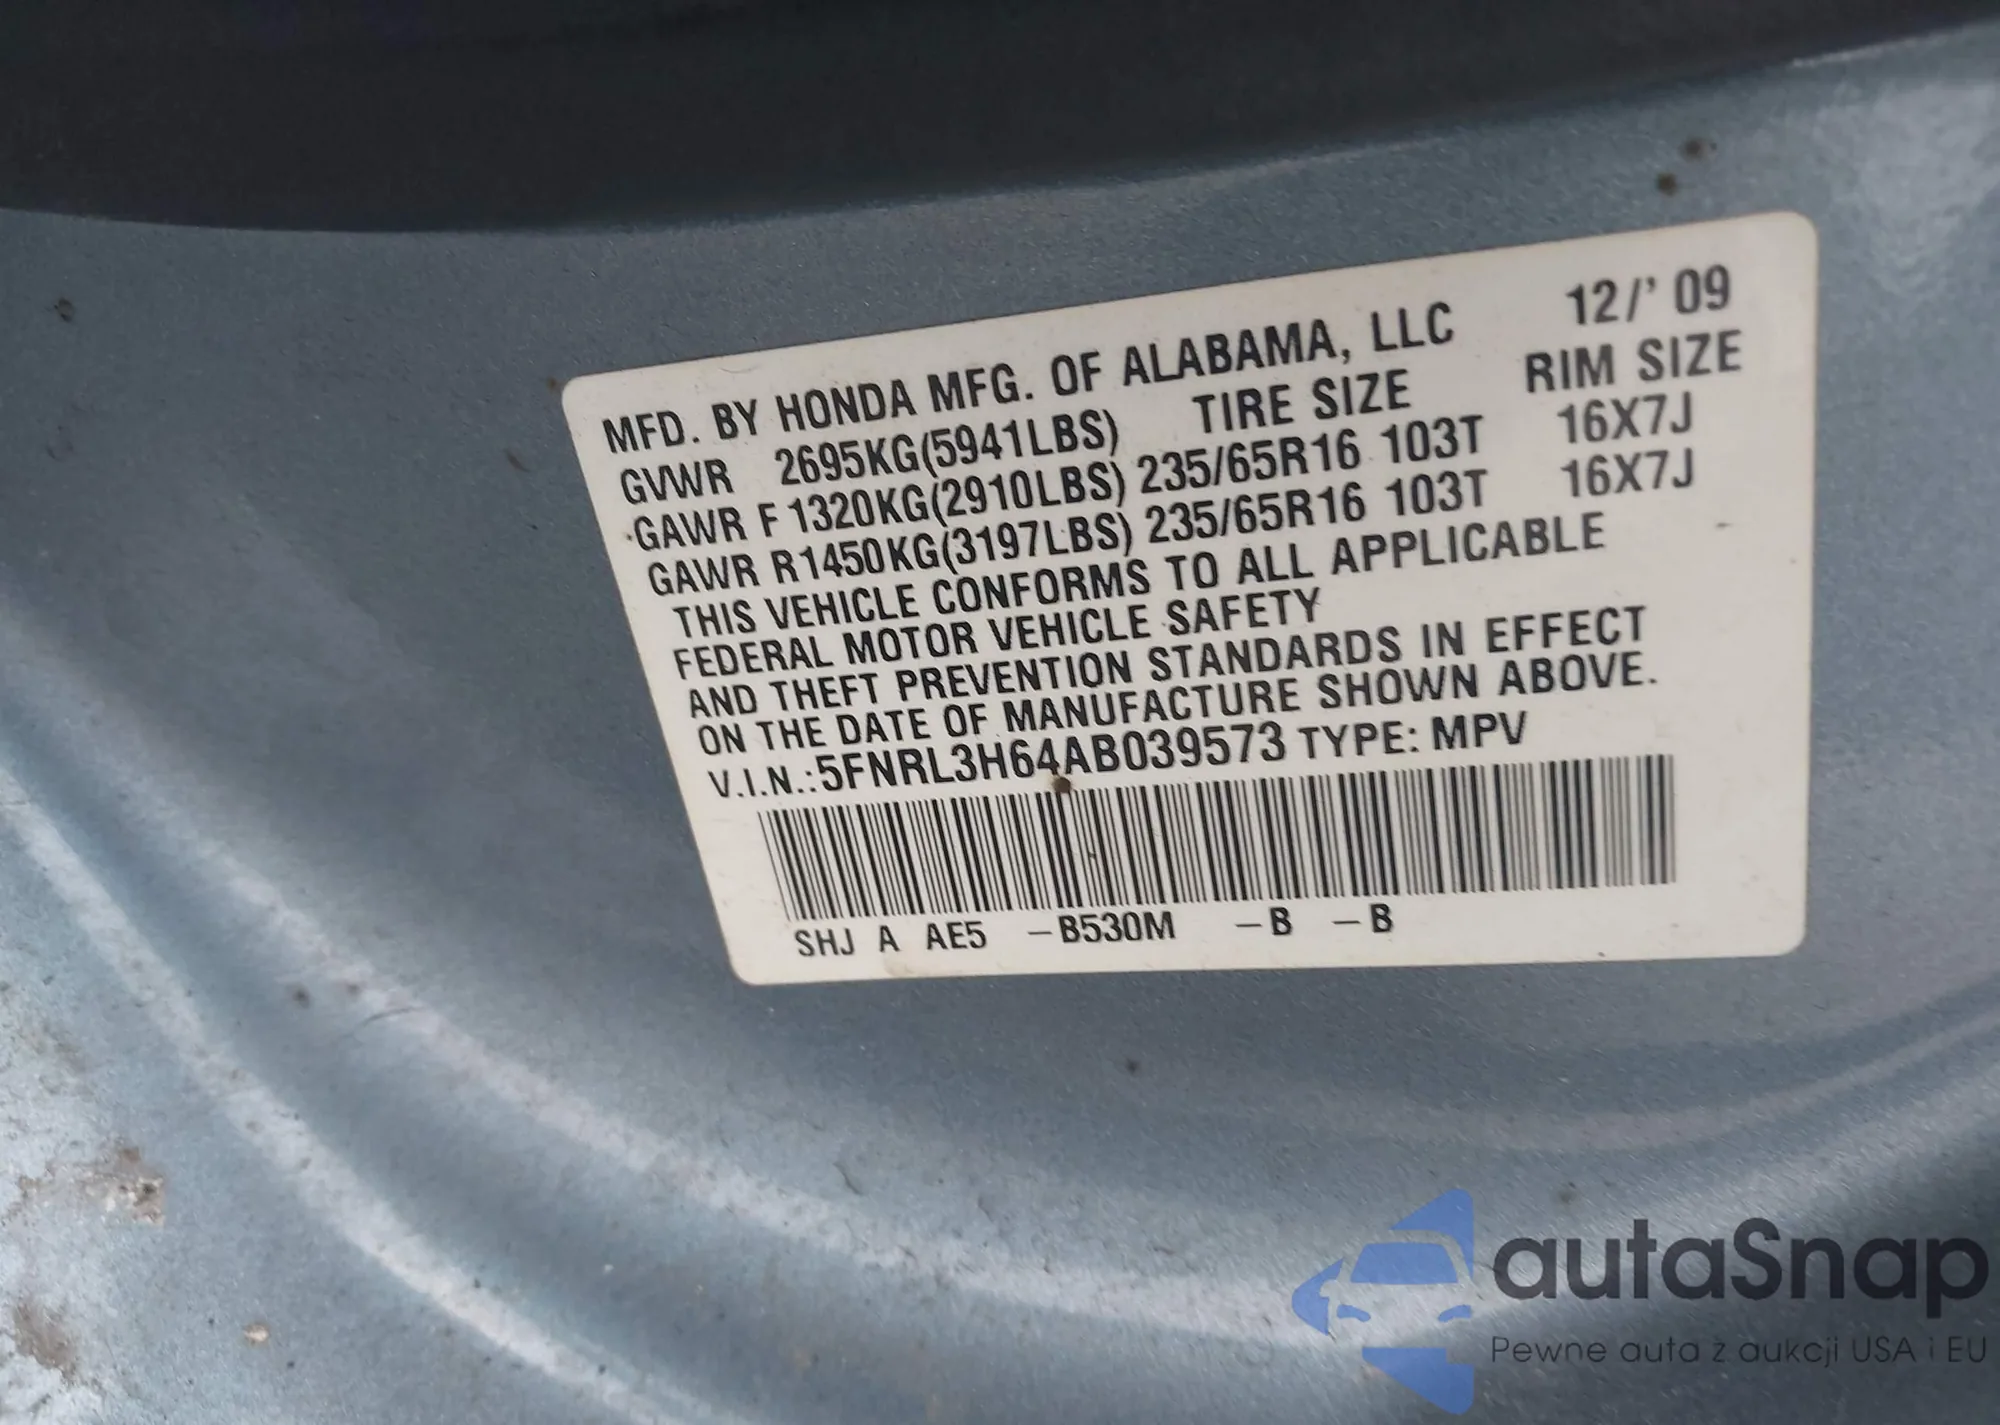 MFD. BY HONDA MFG. OF ALABAMA, LLC 12/' 09
GVWR 2695KG(5941LBS) TIRE SIZE RIM SIZE
GAWR F 1320KG(2910LBS) 235/65R16 103T 16X7J
GAWR R1450KG(3197LBS) 235/65R16 103T 16X7J
THIS VEHICLE CONFORMS TO ALL APPLICABLE
FEDERAL MOTOR VEHICLE SAFETY
AND THEFT PREVENTION STANDARDS IN EFFECT
ON THE DATE OF MANUFACTURE SHOWN ABOVE.
V.I.N.:5FNRL3H64AB039573 TYPE: MPV
SHJ A AE5 –B530M –B –B
autaSnap
Pewne auta z aukcji USA i EU